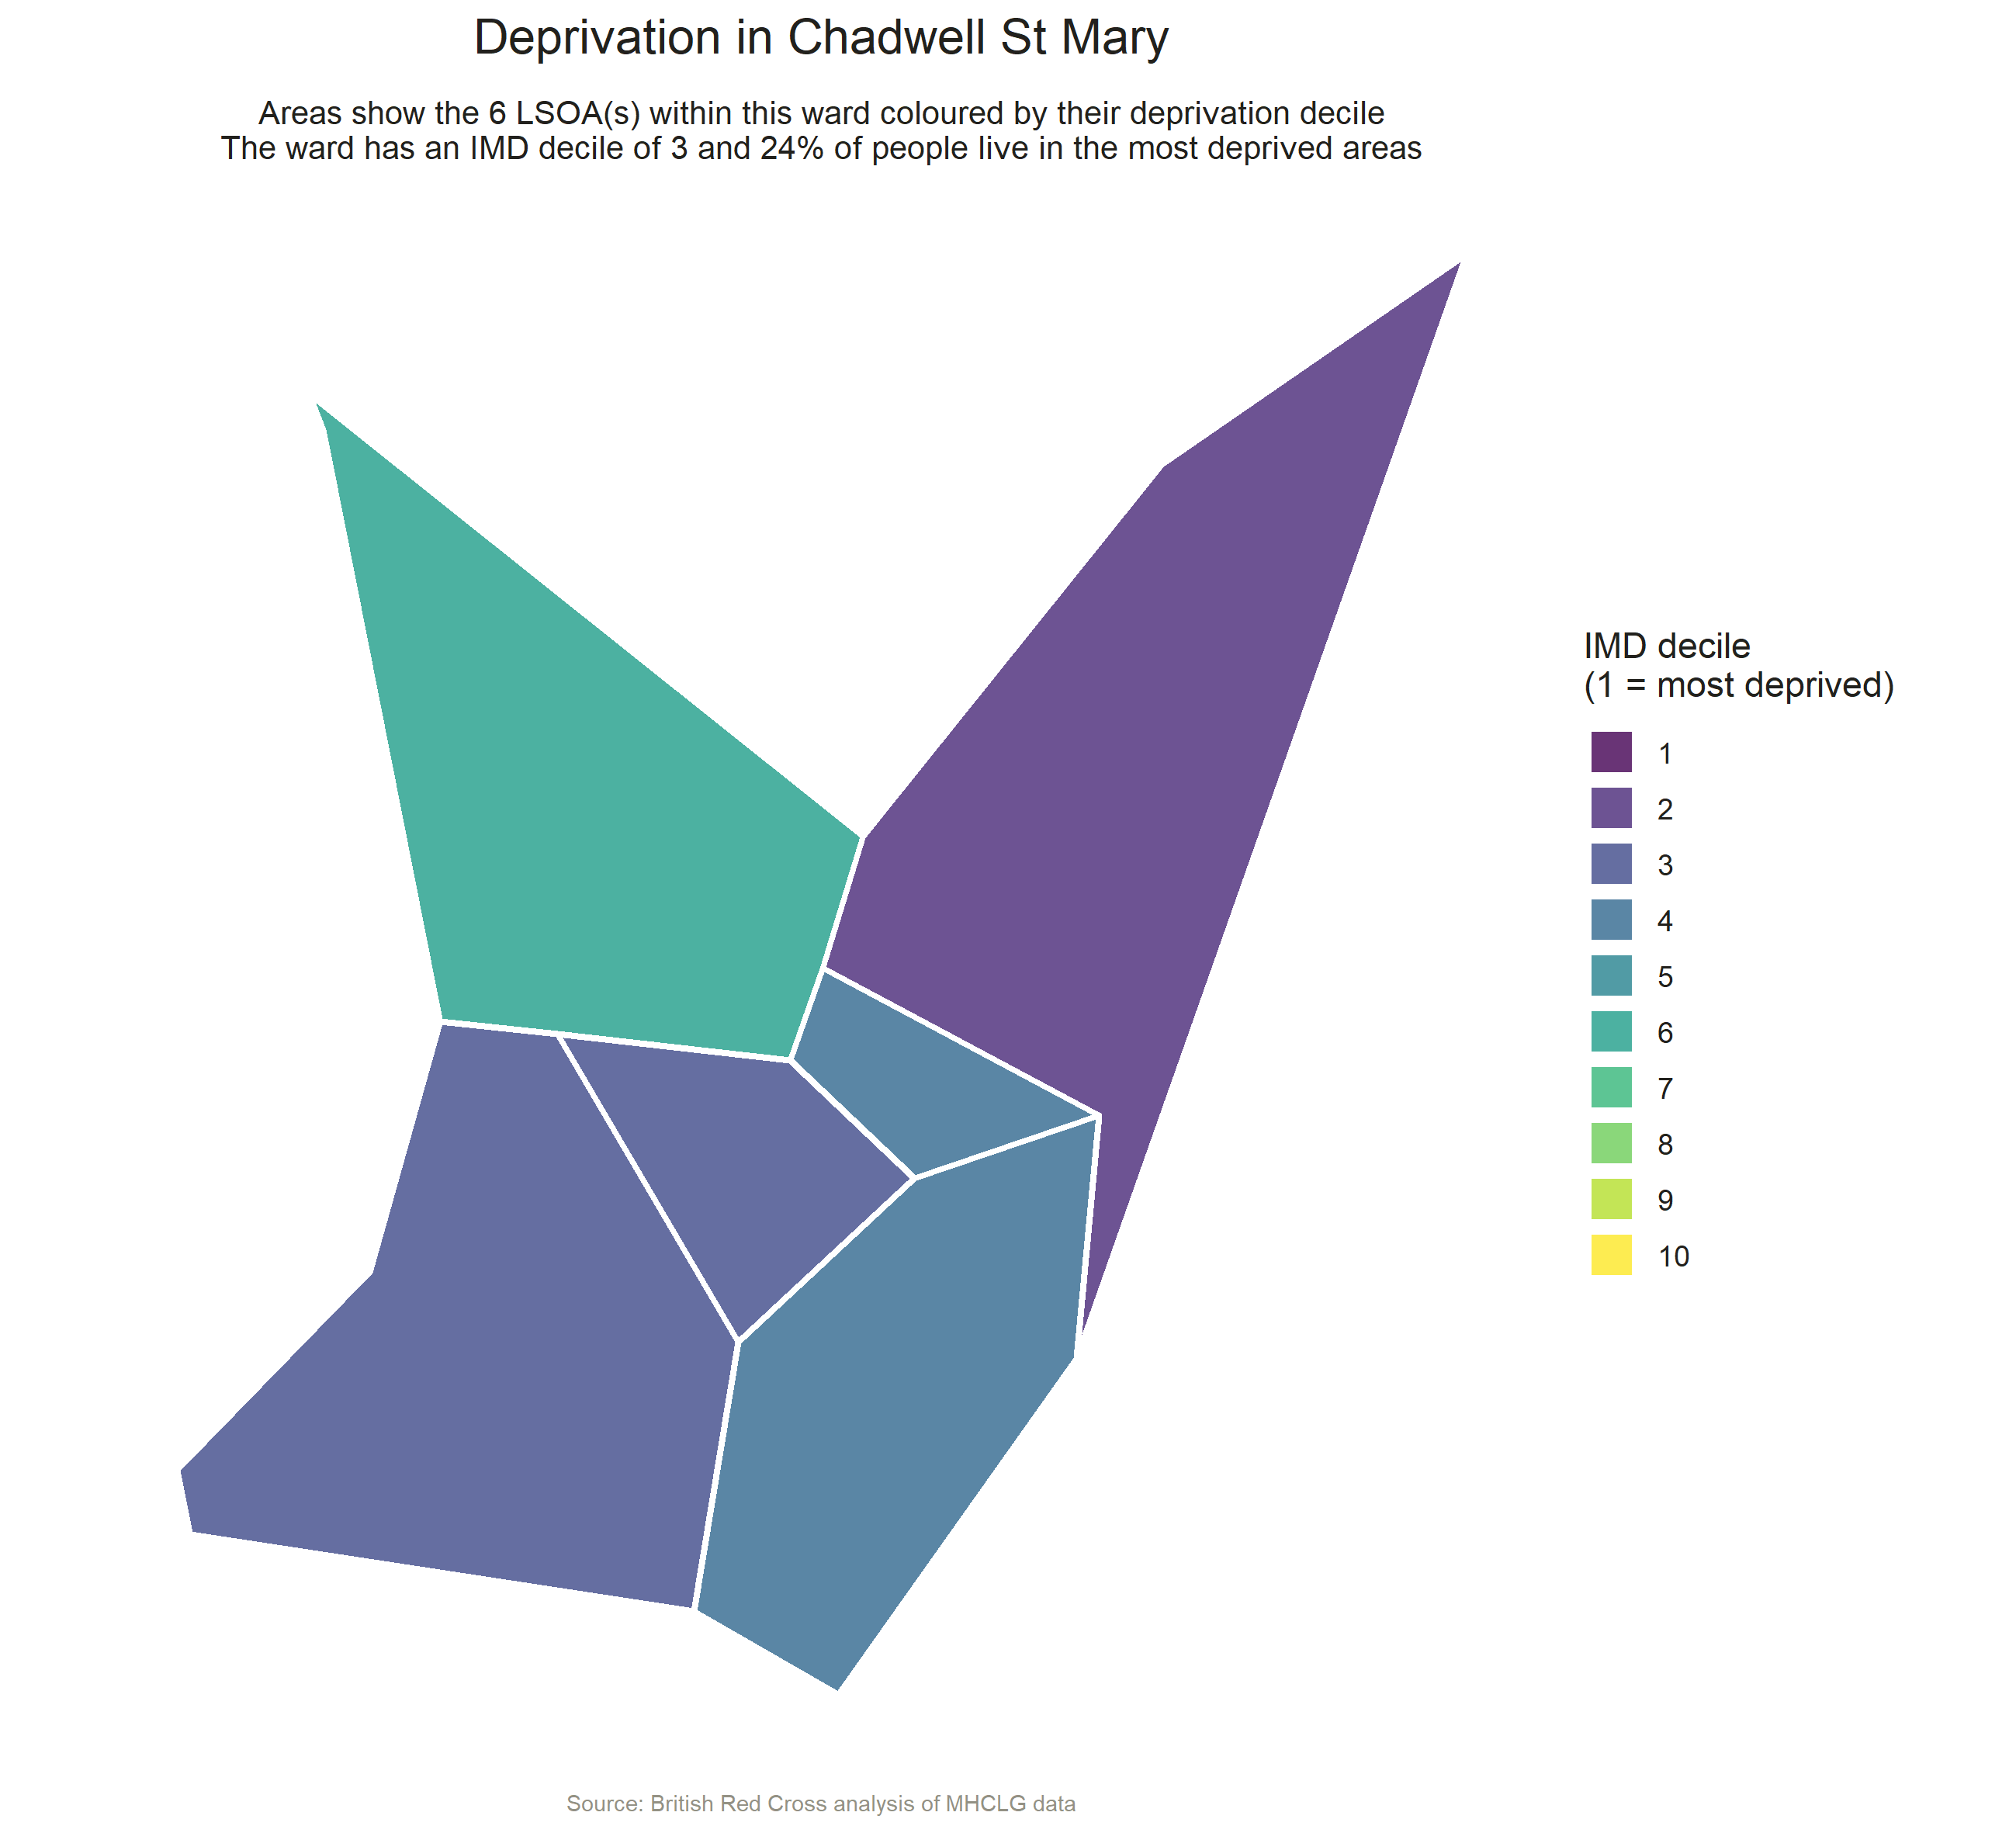 Deprivation in Chadwell St Mary
Areas show the 6 LSOA(s) within this ward coloured by their deprivation decile
The ward has an IMD decile of 3 and 24% of people live in the most deprived areas
IMD decile
(1 = most deprived)
1
2
3
4
5
6
7
8
9
10
Source: British Red Cross analysis of MHCLG data